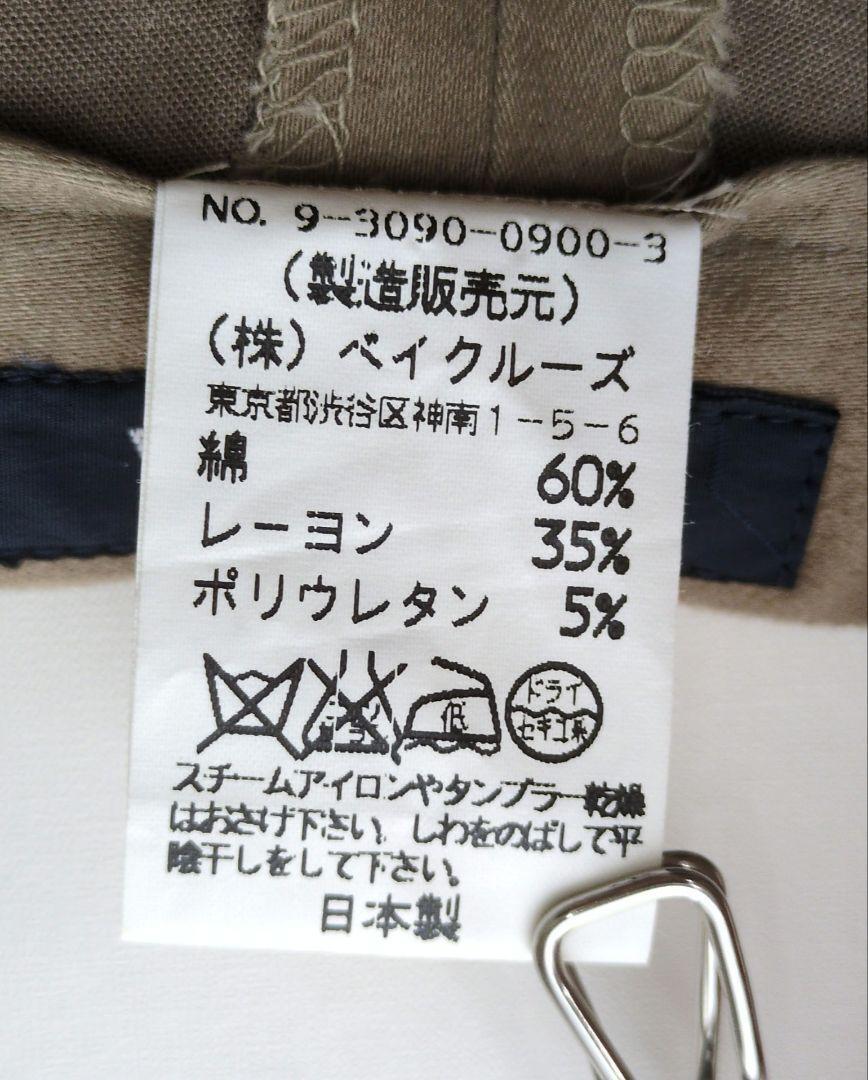 NO. 9-3090-0900-3
(製造販売元)
(株) ベイクルーズ
東京都渋谷区神南1-5-6
綿 60%
レーヨン 35%
ポリウレタン 5%
低 ドライ
セキユ系
スチームアイロンやタンブラー乾燥
はおさけ下さい。しわをのばして平
陰干しをして下さい。
日本製